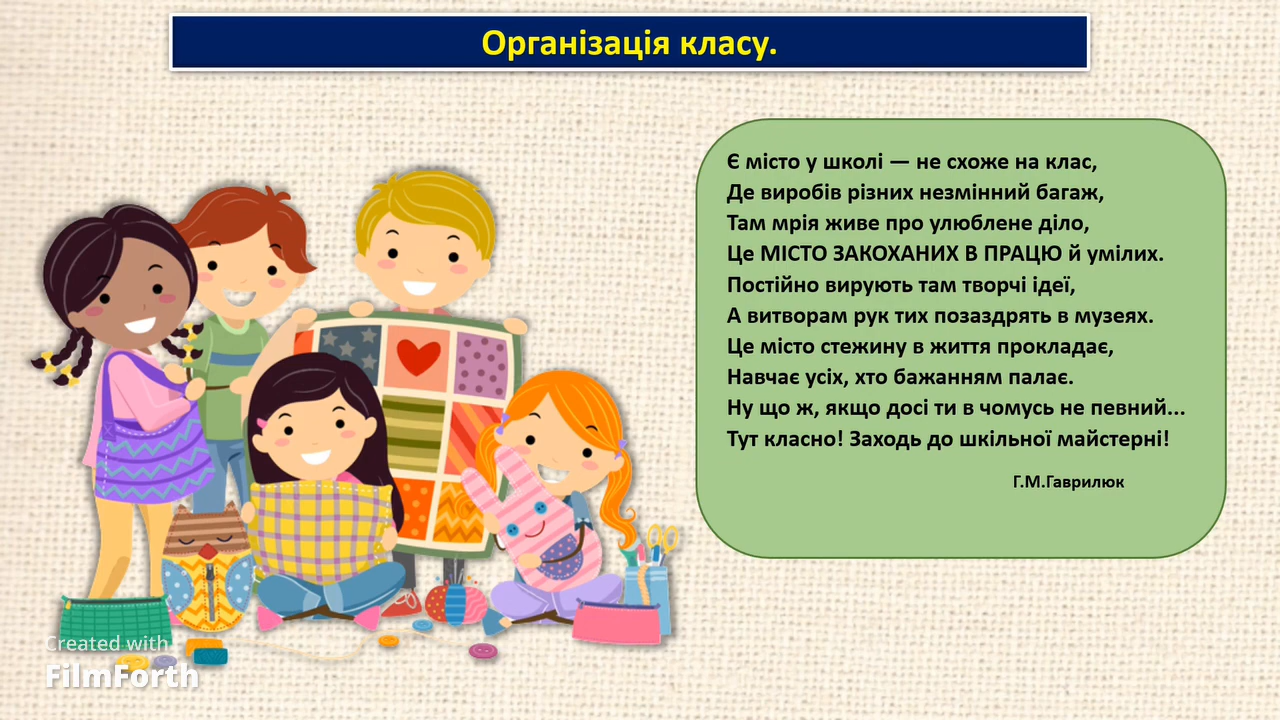 Організація класу.
Є місто у школі — не схоже на клас,
Де виробів різних незмінний багаж,
Там мрія живе про улюблене діло,
Це МІСТО ЗАКОХАНИХ В ПРАЦЮ й умілих.
Постійно вирують там творчі ідеї,
А витворам рук тих позаздрять в музеях.
Це місто стежину в життя прокладає,
Навчає усіх, хто бажанням палає.
Ну що ж, якщо досі ти в чомусь не певний...
Тут класно! Заходь до шкільної майстерні!
Г.М.Гаврилюк
Created with
FilmForth